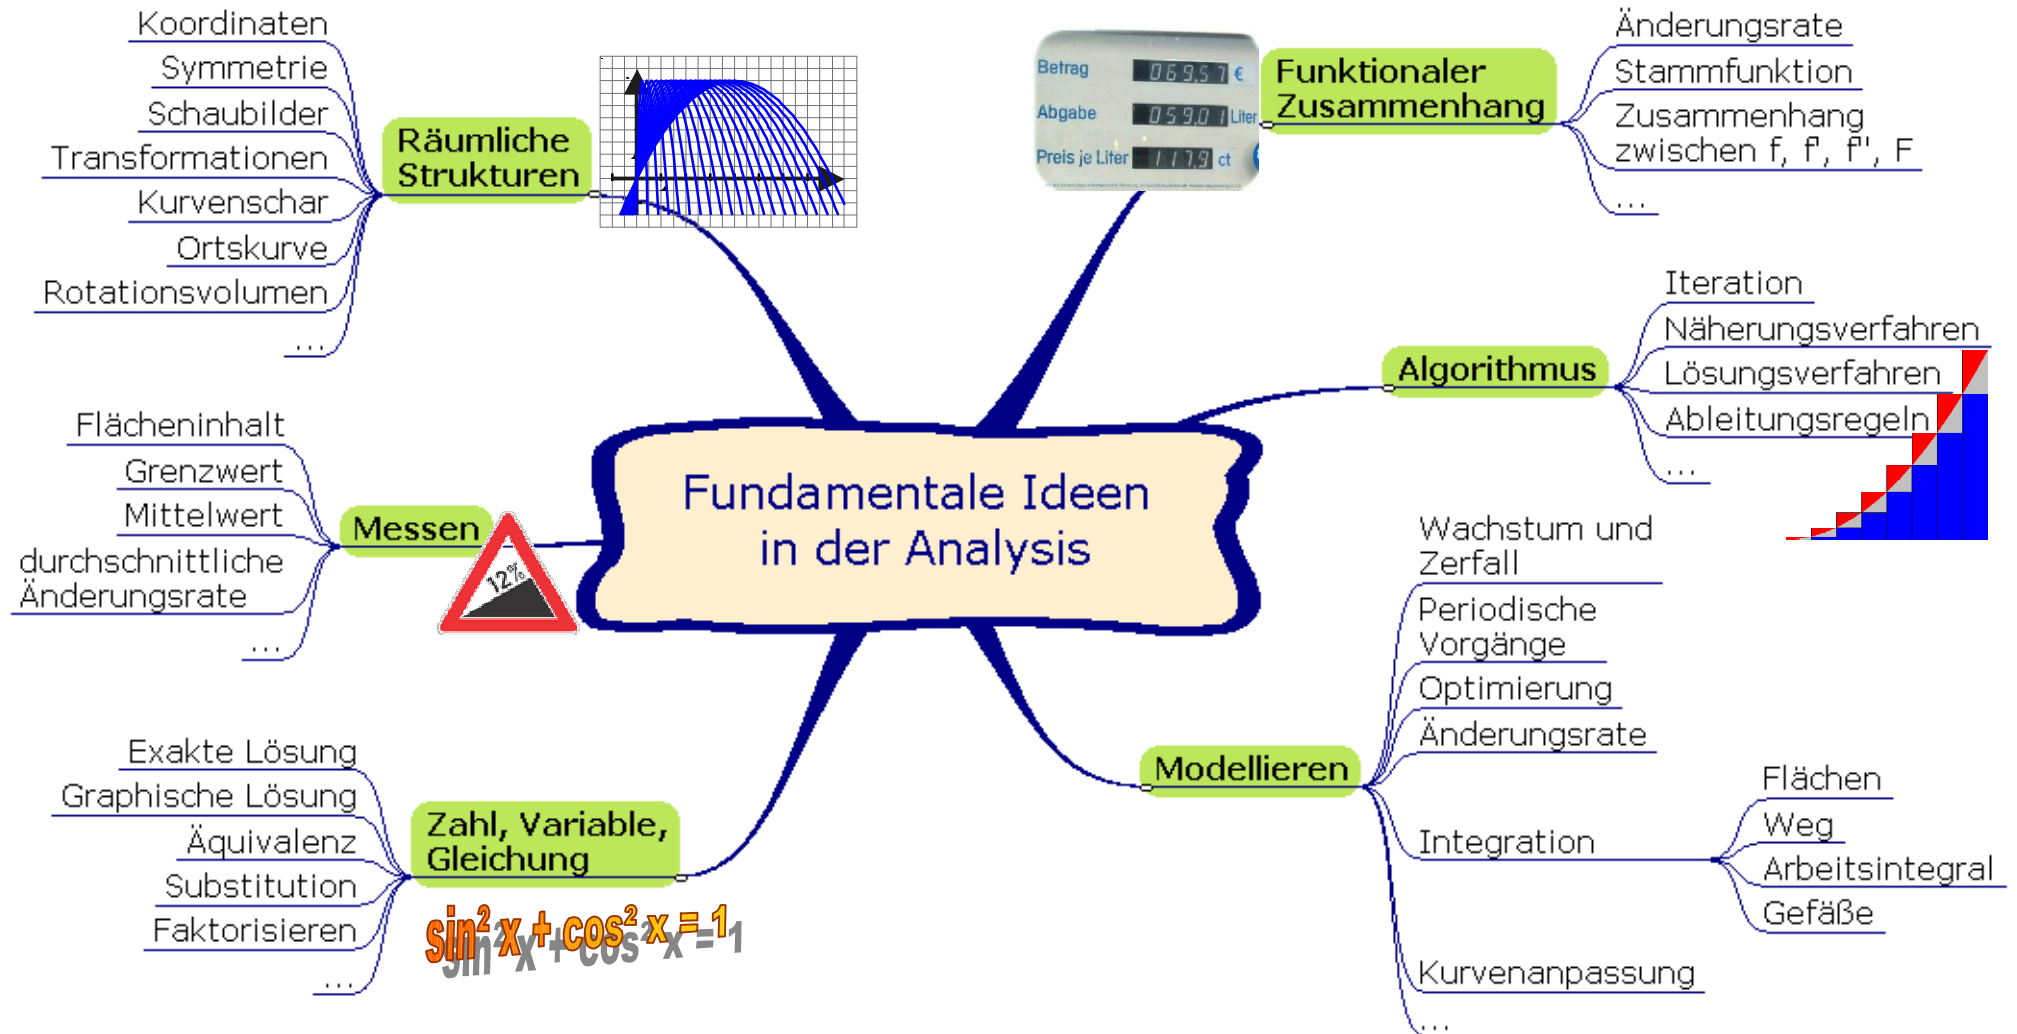 Fundamentale Ideen
in der Analysis
Räumliche
Strukturen
Koordinaten
Symmetrie
Schaubilder
Transformationen
Kurvenschar
Ortskurve
Rotationsvolumen
...
Messen
Flächeninhalt
Grenzwert
Mittelwert
durchschnittliche
Änderungsrate
...
12%
Zahl, Variable,
Gleichung
Exakte Lösung
Graphische Lösung
Äquivalenz
Substitution
Faktorisieren
...
sin² x + cos² x = 1
Betrag 069,57 €
Abgabe 059,01 Liter
Preis je Liter 117,9 ct
Funktionaler
Zusammenhang
Änderungsrate
Stammfunktion
Zusammenhang
zwischen f, f', f'', F
...
Algorithmus
Iteration
Näherungsverfahren
Lösungsverfahren
Ableitungsregeln
...
Modellieren
Wachstum und
Zerfall
Periodische
Vorgänge
Optimierung
Änderungsrate
Integration
Flächen
Weg
Arbeitsintegral
Gefäße
Kurvenanpassung
...